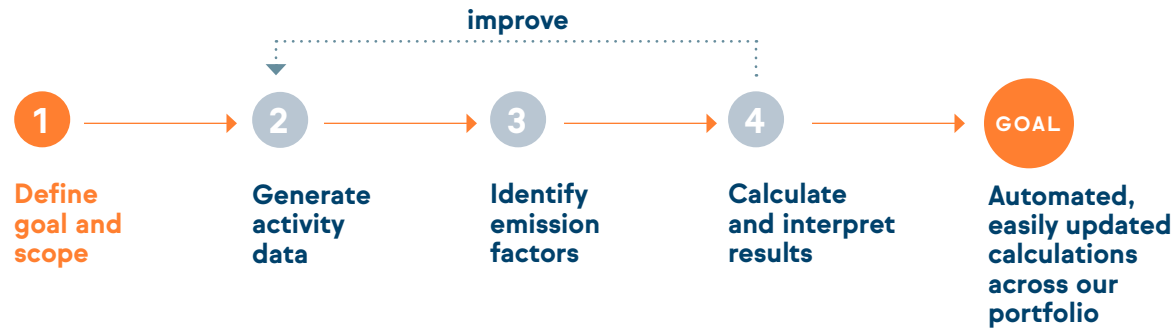 improve
1
2
3
4
GOAL
Define
goal and
scope
Generate
activity
data
Identify
emission
factors
Calculate
and interpret
results
Automated,
easily updated
calculations
across our
portfolio